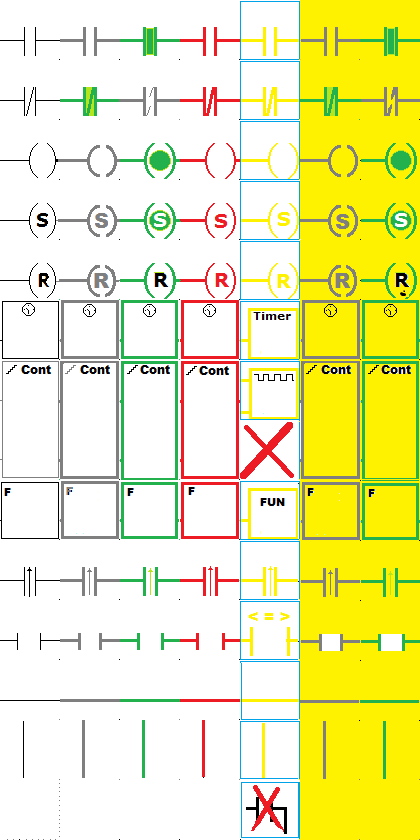 S S S S S S S
R R R R R R R
Timer
Cont Cont Cont Cont Cont Cont
F F F F FUN F F
< = >